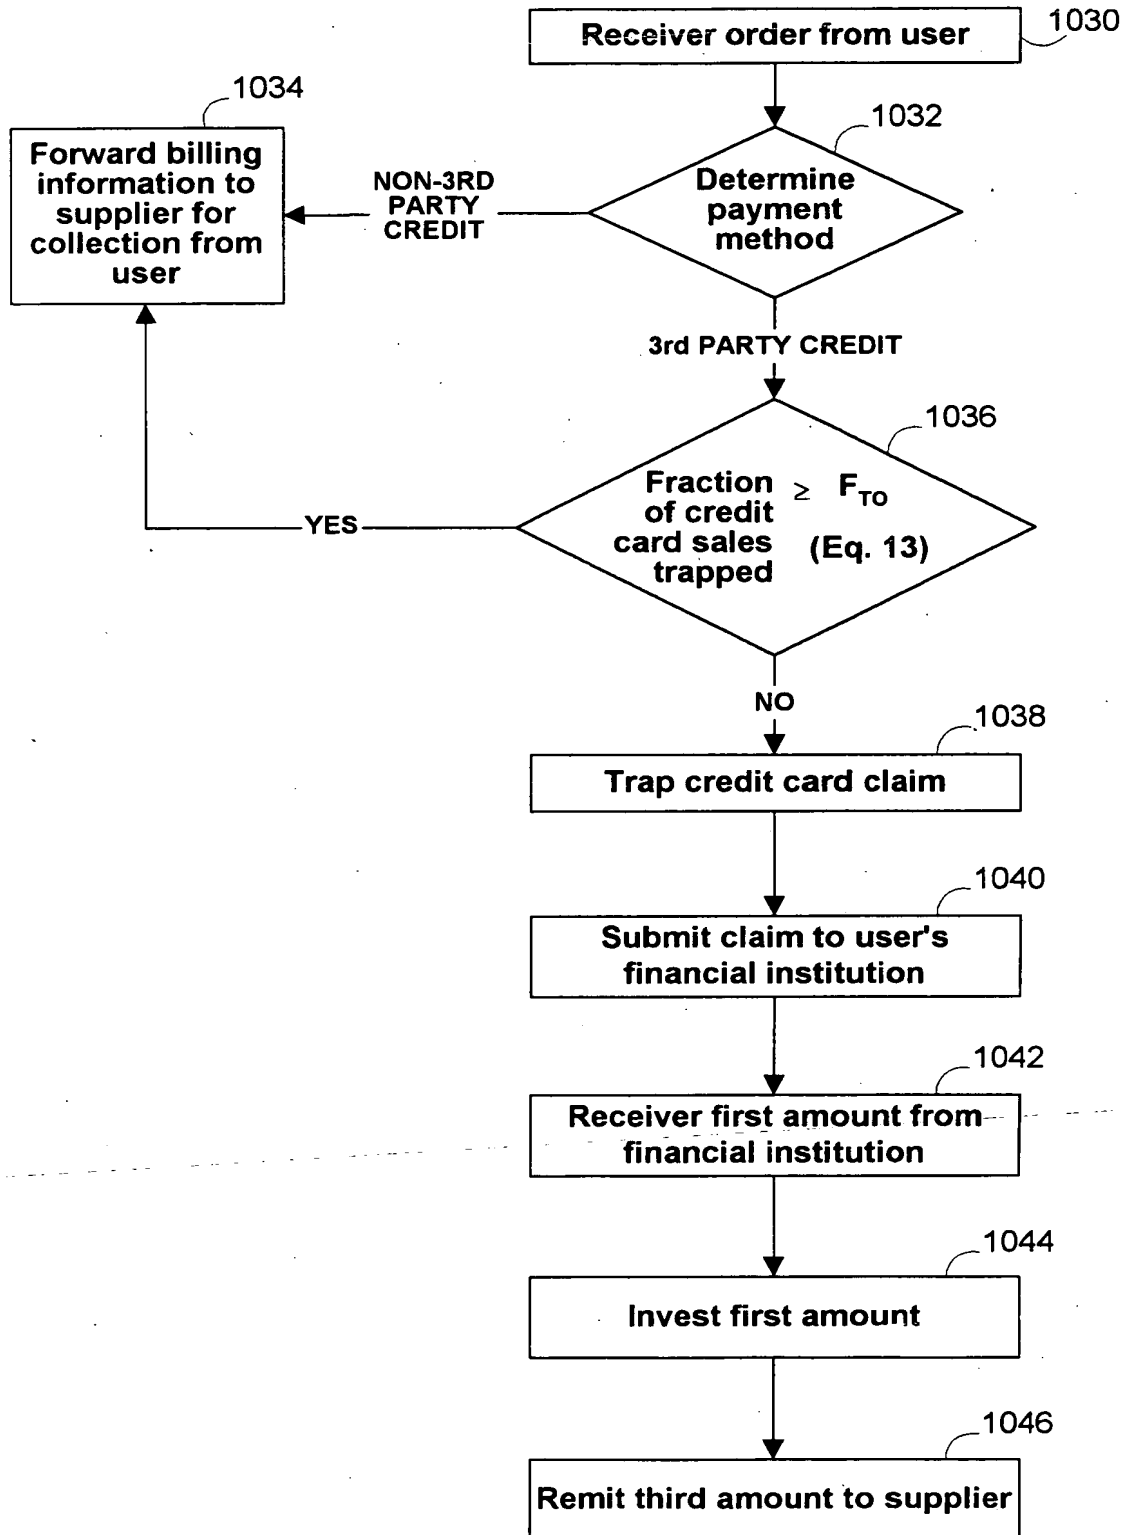 Receiver order from user
1030
1034
1032
Forward billing
information to
supplier for
collection from
user
NON-3RD
PARTY
CREDIT
Determine
payment
method
3rd PARTY CREDIT
1036
Fraction
of credit
card sales
trapped
≥ F_TO
(Eq. 13)
YES
NO
1038
Trap credit card claim
1040
Submit claim to user's
financial institution
1042
Receiver first amount from
financial institution
1044
Invest first amount
1046
Remit third amount to supplier